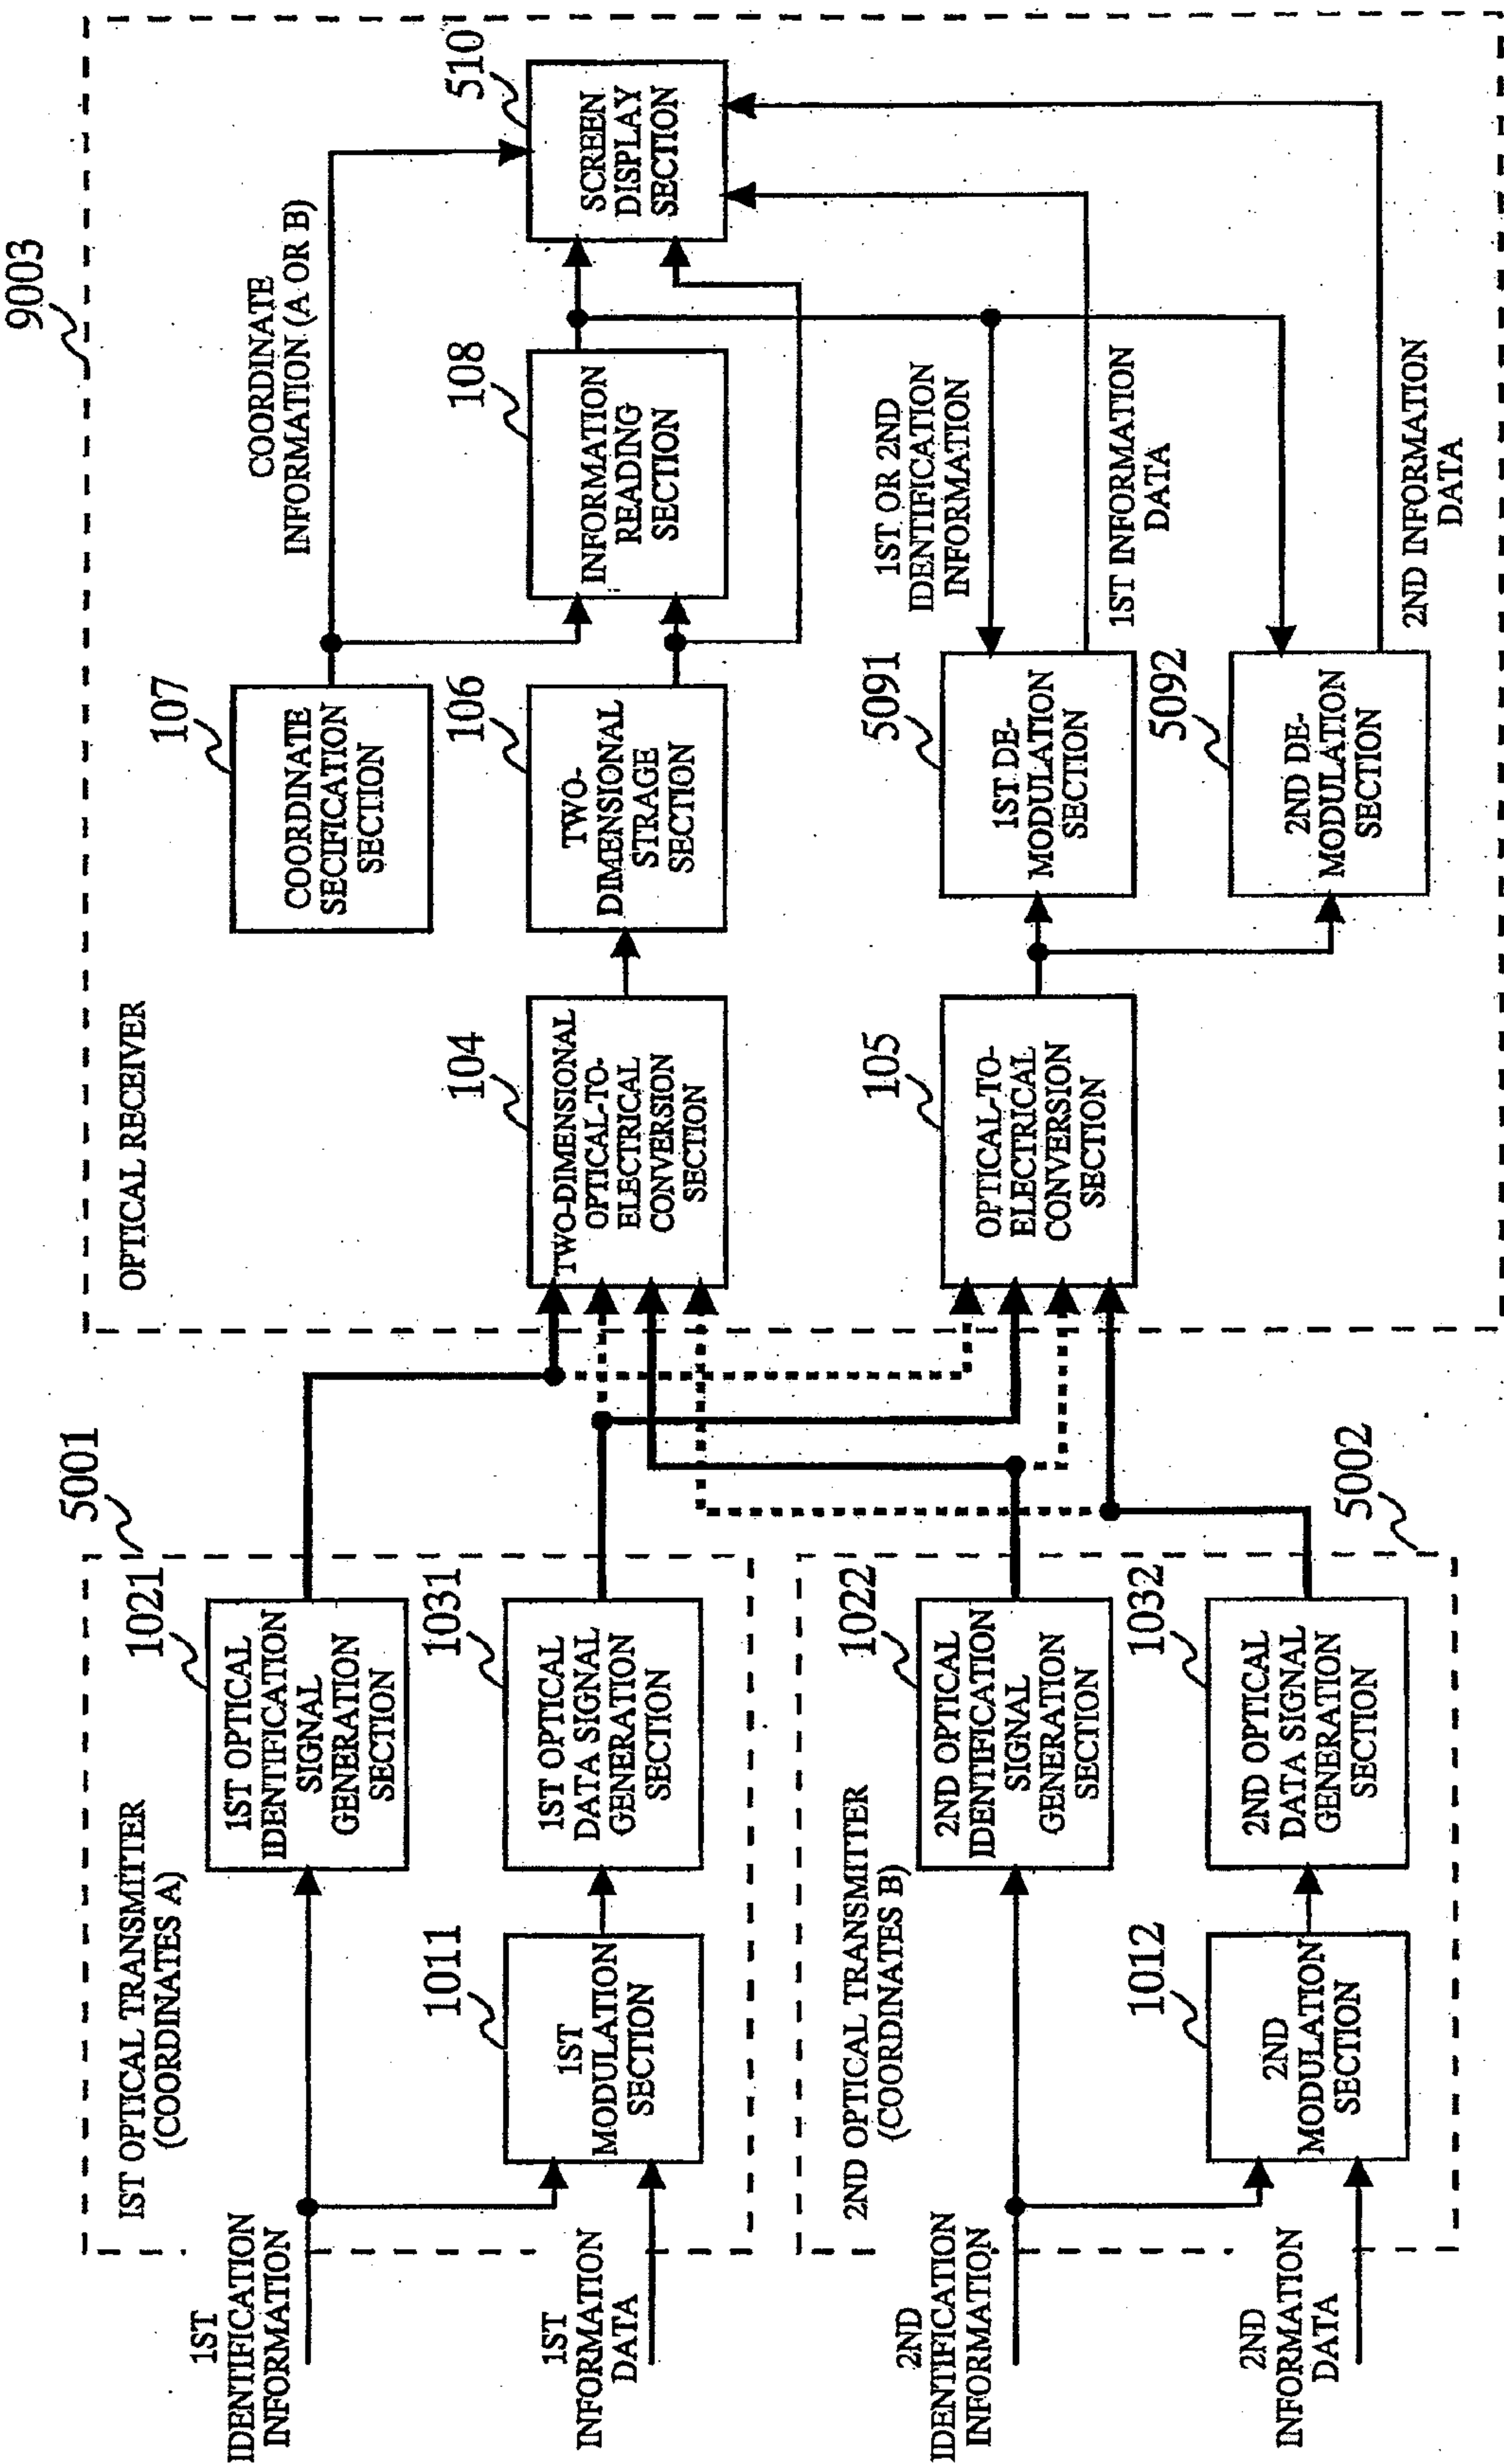 9003
OPTICAL RECEIVER
107
COORDINATE
SECIFICATION
SECTION
COORDINATE
INFORMATION (A OR B)
510
SCREEN
DISPLAY
SECTION
104
TWO-DIMENSIONAL
OPTICAL-TO-
ELECTRICAL
CONVERSION
SECTION
106
TWO-
DIMENSIONAL
STRAGE
SECTION
108
INFORMATION
READING
SECTION
105
OPTICAL-TO-
ELECTRICAL
CONVERSION
SECTION
5091
1ST DE-
MODULATION
SECTION
1ST OR 2ND
IDENTIFICATION
INFORMATION
1ST INFORMATION
DATA
5092
2ND DE-
MODULATION
SECTION
2ND INFORMATION
DATA
5001
1ST OPTICAL TRANSMITTER
(COORDINATES A)
1ST
IDENTIFICATION
INFORMATION
1021
1ST OPTICAL
IDENTIFICATION
SIGNAL
GENERATION
SECTION
1ST
INFORMATION
DATA
1011
1ST
MODULATION
SECTION
1031
1ST OPTICAL
DATA SIGNAL
GENERATION
SECTION
5002
2ND OPTICAL TRANSMITTER
(COORDINATES B)
2ND
IDENTIFICATION
INFORMATION
1022
2ND OPTICAL
IDENTIFICATION
SIGNAL
GENERATION
SECTION
2ND
INFORMATION
DATA
1012
2ND
MODULATION
SECTION
1032
2ND OPTICAL
DATA SIGNAL
GENERATION
SECTION